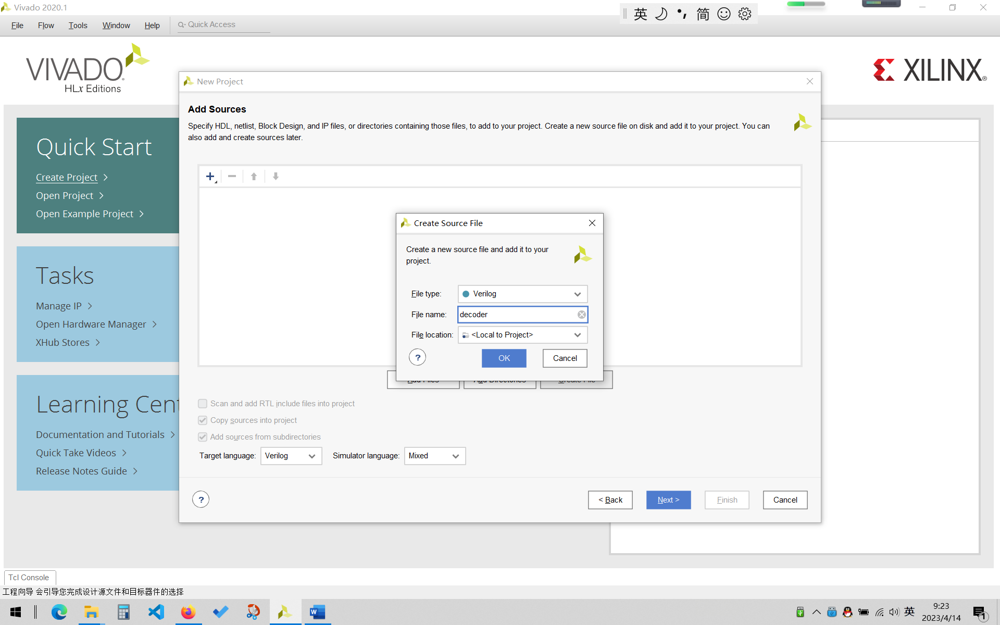 Vivado 2020.1
File Flow Tools Window Help Quick Access
英 简
VIVADO
HLx Editions
XILINX
New Project
Add Sources
Specify HDL, netlist, Block Design, and IP files, or directories containing those files, to add to your project. Create a new source file on disk and add it to your project. You can
also add and create sources later.
Quick Start
Create Project
Open Project
Open Example Project
Tasks
Manage IP
Open Hardware Manager
XHub Stores
Learning Cent
Documentation and Tutorials
Quick Take Videos
Release Notes Guide
Create Source File
Create a new source file and add it to your
project.
File type: Verilog
File name: decoder
File location: <Local to Project>
? OK Cancel
Add Files Add Directories Create File
Scan and add RTL include files into project
Copy sources into project
Add sources from subdirectories
Target language: Verilog Simulator language: Mixed
? < Back Next > Finish Cancel
Tcl Console
工程向导 会引导您完成设计源文件和目标器件的选择
英
9:23
2023/4/14
1